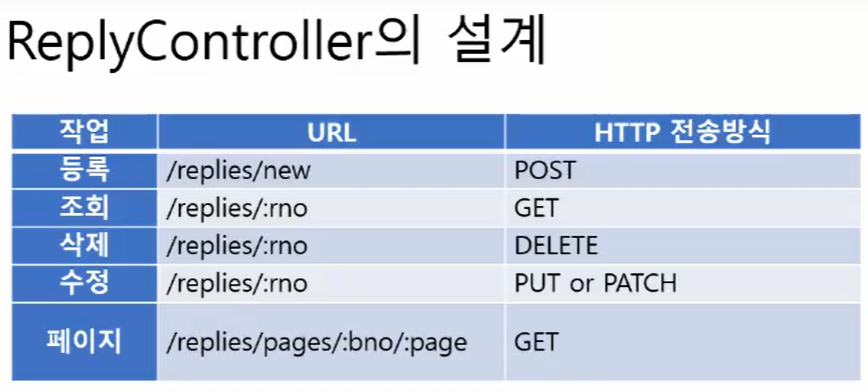 ReplyController의 설계
작업 URL HTTP 전송방식
등록 /replies/new POST
조회 /replies/:rno GET
삭제 /replies/:rno DELETE
수정 /replies/:rno PUT or PATCH
페이지 /replies/pages/:bno/:page GET